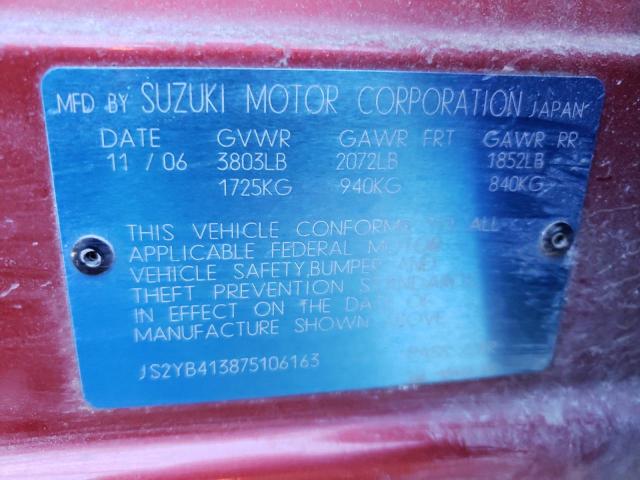 MFD BY SUZUKI MOTOR CORPORATION JAPAN
DATE GVWR GAWR FRT GAWR RR
11 / 06 3803LB 2072LB 1852LB
1725KG 940KG 840KG
THIS VEHICLE CONFORMS TO ALL
APPLICABLE FEDERAL MOTOR
VEHICLE SAFETY,BUMPER AND
THEFT PREVENTION STANDARDS
IN EFFECT ON THE DATE OF
MANUFACTURE SHOWN ABOVE
JS2YB413875106163